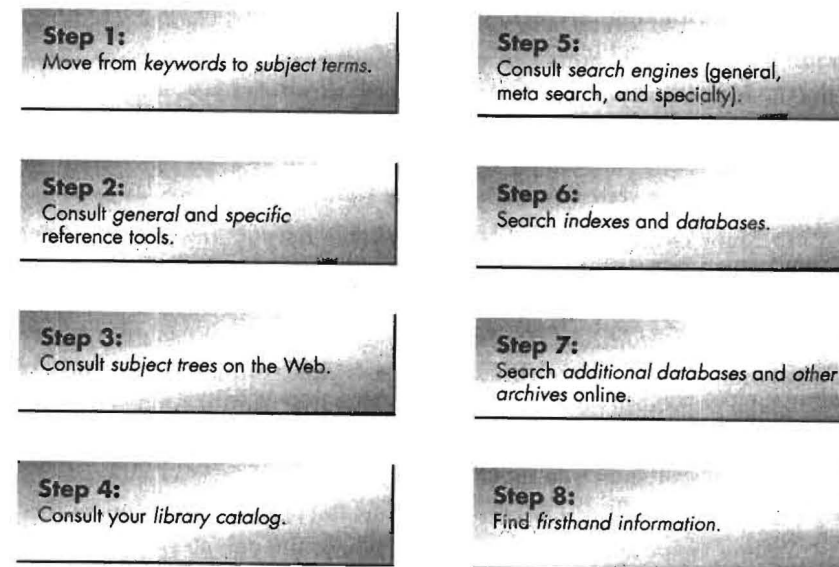 Step 1:
Move from keywords to subject terms.
Step 2:
Consult general and specific
reference tools.
Step 3:
Consult subject trees on the Web.
Step 4:
Consult your library catalog.
Step 5:
Consult search engines (general,
meta search, and specialty).
Step 6:
Search indexes and databases.
Step 7:
Search additional databases and other
archives online.
Step 8:
Find firsthand information.